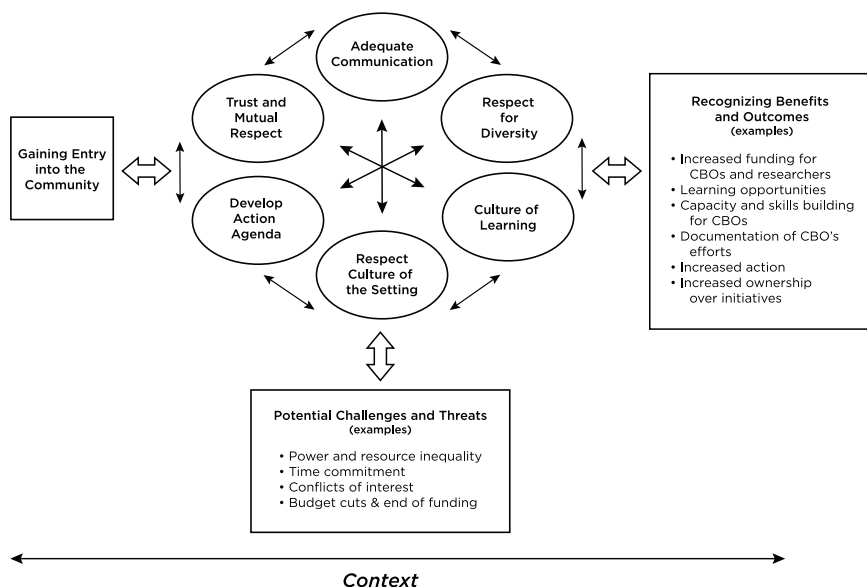 Adequate
Communication
Trust and
Mutual
Respect
Respect
for
Diversity
Gaining Entry
into the
Community
Develop
Action
Agenda
Culture of
Learning
Respect
Culture of
the Setting
Recognizing Benefits
and Outcomes
(examples)
• Increased funding for
CBOs and researchers
• Learning opportunities
• Capacity and skills building
for CBOs
• Documentation of CBO's
efforts
• Increased action
• Increased ownership
over initiatives
Potential Challenges and Threats
(examples)
• Power and resource inequality
• Time commitment
• Conflicts of interest
• Budget cuts & end of funding
Context